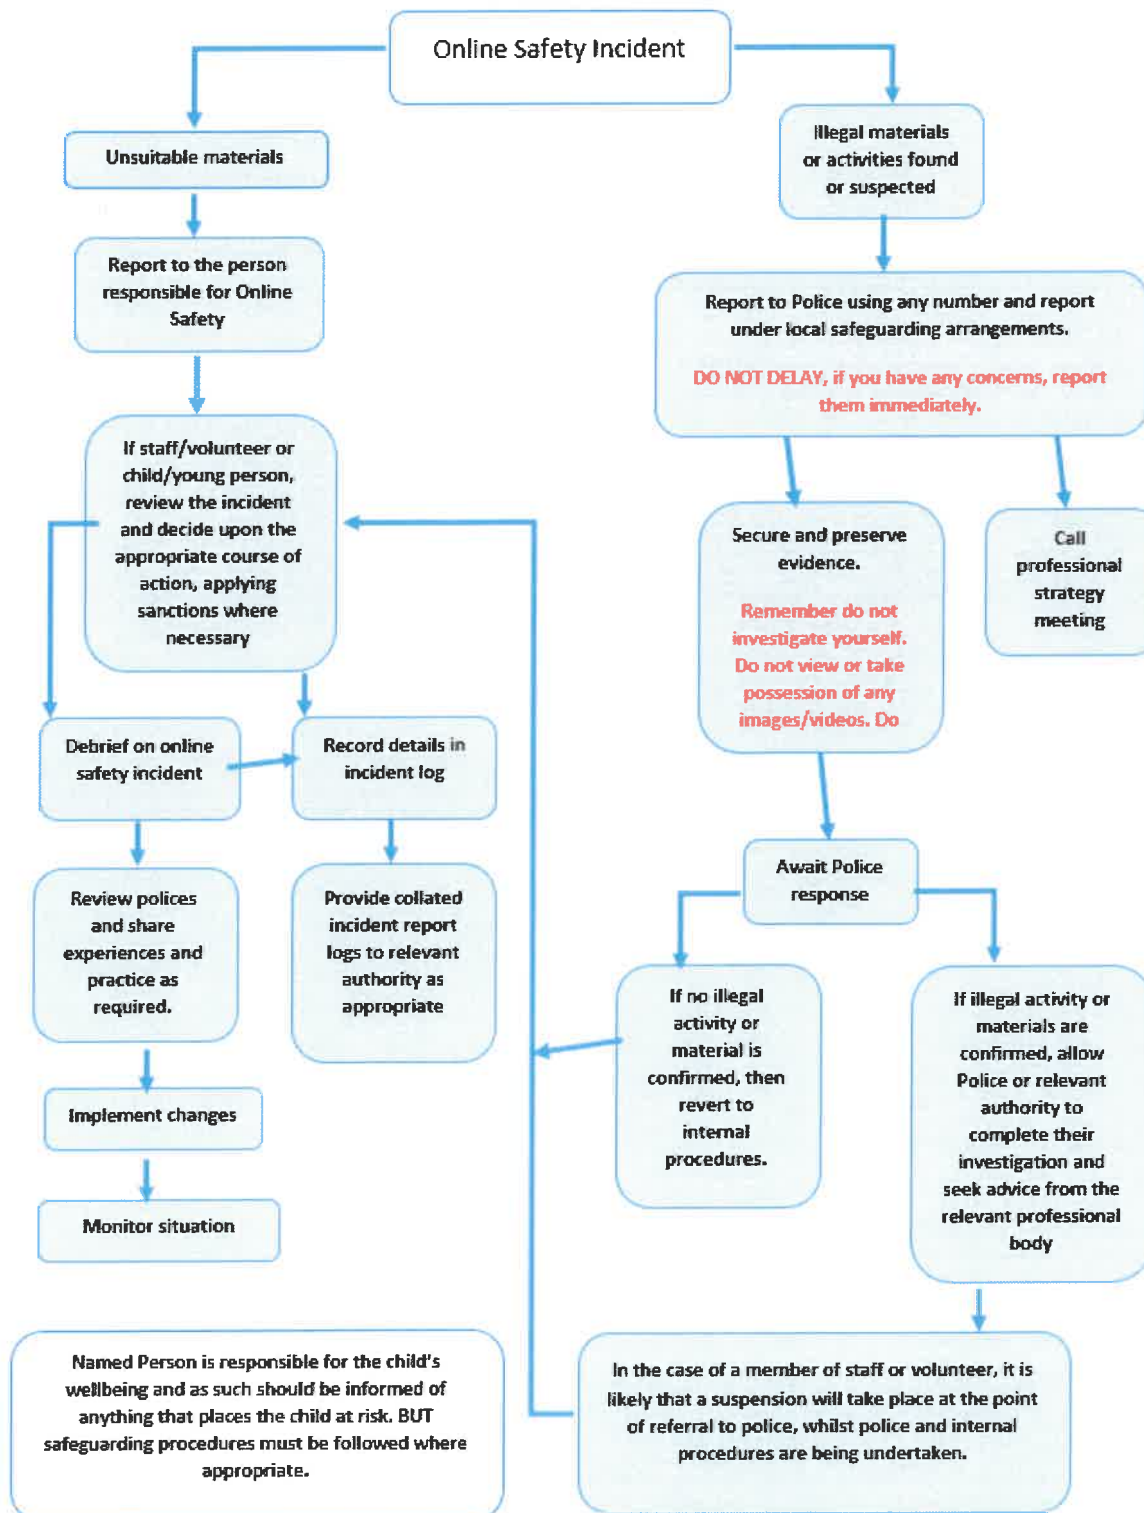 Online Safety Incident
Unsuitable materials
Illegal materials
or activities found
or suspected
Report to the person
responsible for Online
Safety
Report to Police using any number and report
under local safeguarding arrangements.
DO NOT DELAY, if you have any concerns, report
them immediately.
If staff/volunteer or
child/young person,
review the incident
and decide upon the
appropriate course of
action, applying
sanctions where
necessary
Secure and preserve
evidence.
Remember do not
investigate yourself.
Do not view or take
possession of any
images/videos. Do
Call
professional
strategy
meeting
Debrief on online
safety incident
Record details in
incident log
Review polices
and share
experiences and
practice as
required.
Provide collated
incident report
logs to relevant
authority as
appropriate
Await Police
response
If no illegal
activity or
material is
confirmed, then
revert to
internal
procedures.
If illegal activity or
materials are
confirmed, allow
Police or relevant
authority to
complete their
investigation and
seek advice from the
relevant professional
body
Implement changes
Monitor situation
Named Person is responsible for the child's
wellbeing and as such should be informed of
anything that places the child at risk. BUT
safeguarding procedures must be followed where
appropriate.
In the case of a member of staff or volunteer, it is
likely that a suspension will take place at the point
of referral to police, whilst police and internal
procedures are being undertaken.